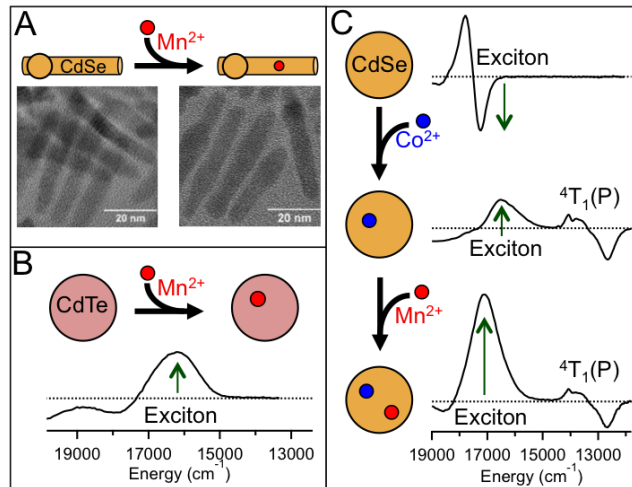 A
Mn2+
CdSe
20 nm
20 nm
B
Mn2+
CdTe
Exciton
19000 17000 15000 13000
Energy (cm-1)
C
CdSe
Exciton
Co2+
4T1(P)
Exciton
Mn2+
4T1(P)
Exciton
19000 17000 15000 13000
Energy (cm-1)